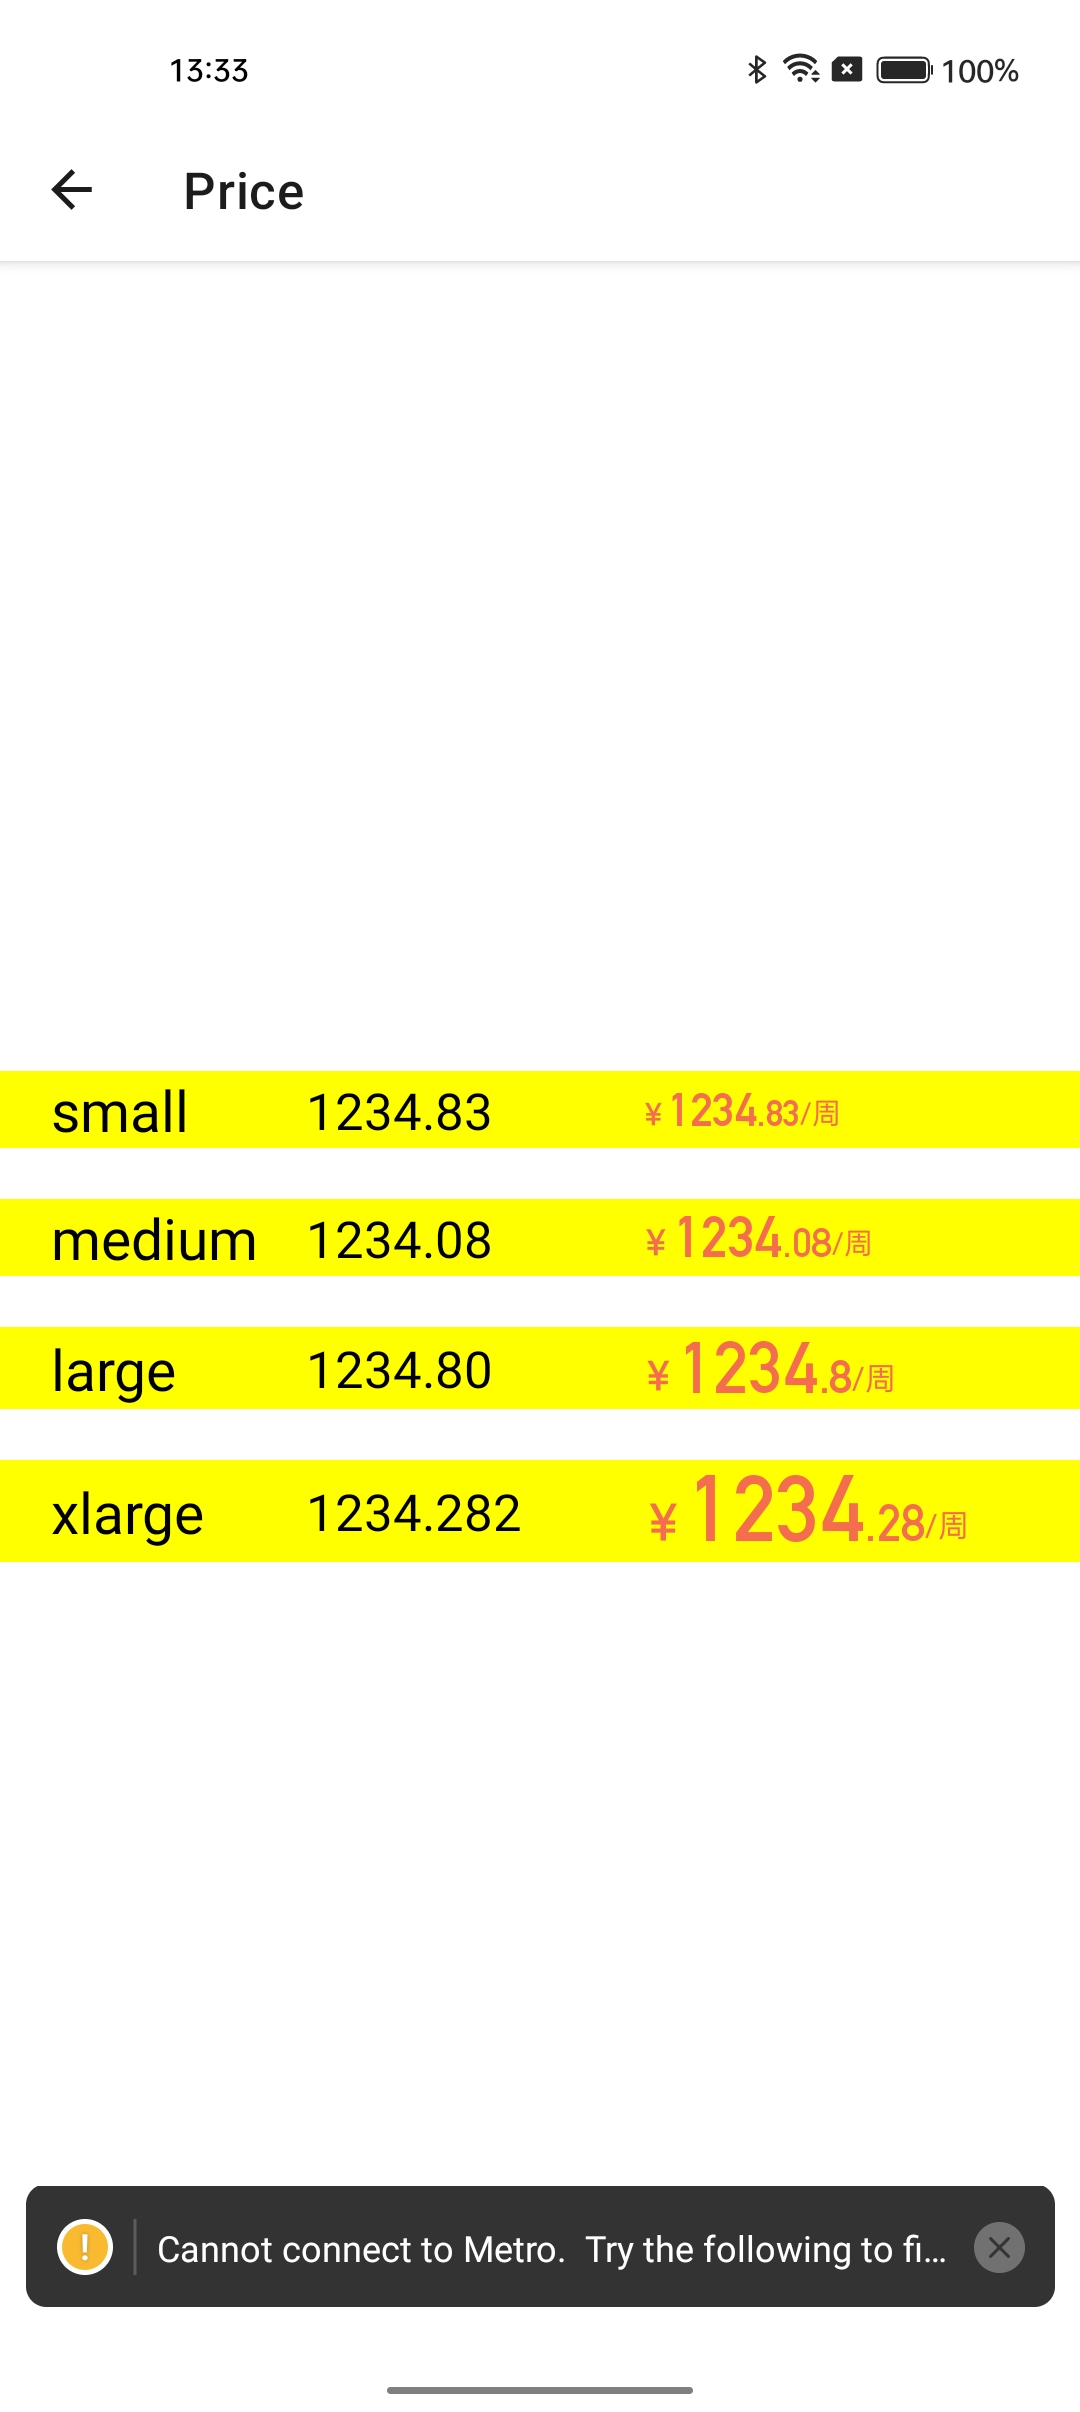 13:33 100%
Price
small 1234.83 ¥ 1234.83/周
medium 1234.08 ¥ 1234.08/周
large 1234.80 ¥ 1234.8/周
xlarge 1234.282 ¥ 1234.28/周
! Cannot connect to Metro. Try the following to fi...